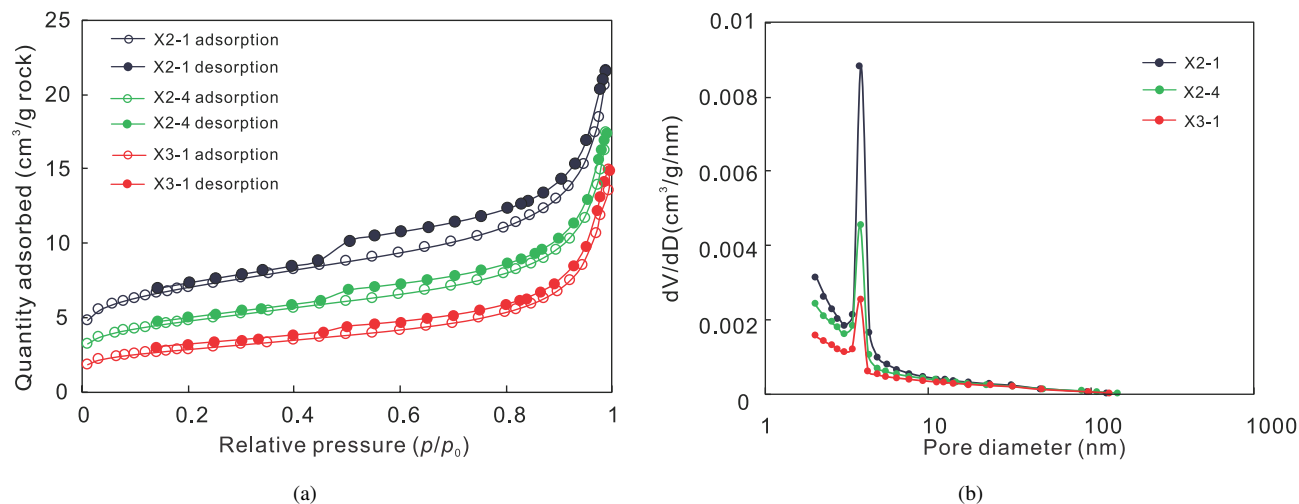 Quantity adsorbed (cm³/g rock)
25
20
15
10
5
0
X2-1 adsorption
X2-1 desorption
X2-4 adsorption
X2-4 desorption
X3-1 adsorption
X3-1 desorption
0 0.2 0.4 0.6 0.8 1
Relative pressure (p/p₀)
(a)
dV/dD(cm³/g/nm)
0.01
0.008
0.006
0.004
0.002
0
X2-1
X2-4
X3-1
1 10 100 1000
Pore diameter (nm)
(b)